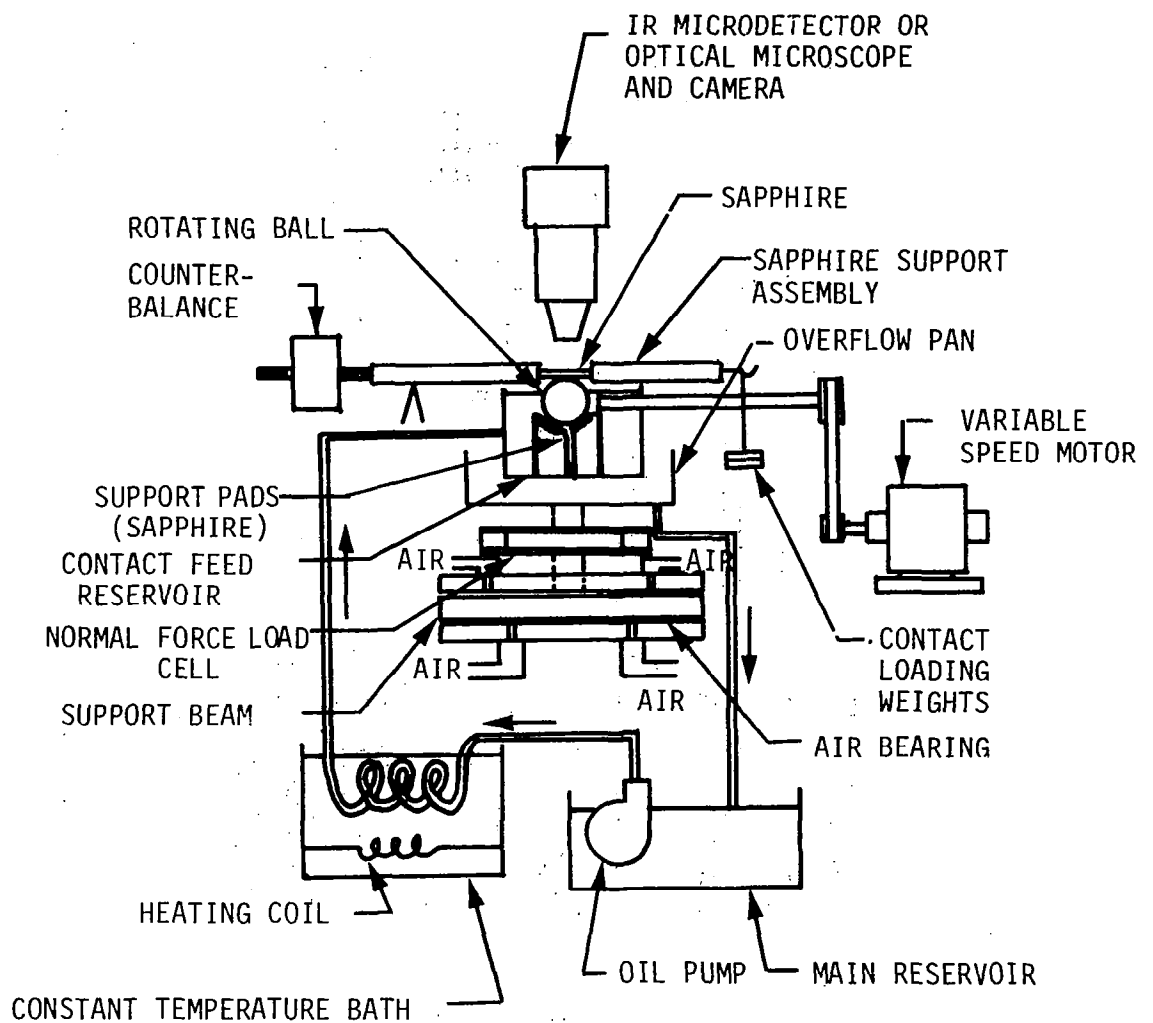 IR MICRODETECTOR OR
OPTICAL MICROSCOPE
AND CAMERA
SAPPHIRE
ROTATING BALL
COUNTER-
BALANCE
SAPPHIRE SUPPORT
ASSEMBLY
OVERFLOW PAN
VARIABLE
SPEED MOTOR
SUPPORT PADS
(SAPPHIRE)
CONTACT FEED
RESERVOIR
AIR
AIR
NORMAL FORCE LOAD
CELL
AIR
AIR
CONTACT
LOADING
WEIGHTS
SUPPORT BEAM
AIR BEARING
HEATING COIL
OIL PUMP
MAIN RESERVOIR
CONSTANT TEMPERATURE BATH